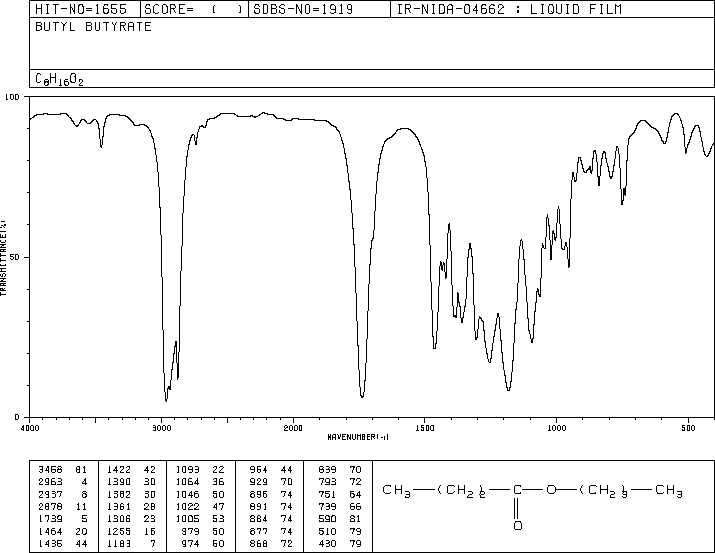 HIT-NO=1655 SCORE= ( ) SDBS-NO=1919 IR-NIDA-04662 : LIQUID FILM
BUTYL BUTYRATE
C8H16O2
100
50
0
TRANSMITTANCE(%)
4000 3000 2000 1500 1000 500
WAVENUMBER(-1)
3468 81 1422 42 1093 22 964 44 839 70
2963 4 1390 30 1064 36 929 70 793 72
2937 8 1382 30 1046 50 896 74 751 64
2878 11 1361 28 1022 47 891 74 739 66
1739 5 1306 23 1005 53 884 74 590 81
1464 20 1255 16 979 50 877 74 510 79
1436 44 1183 7 974 50 868 72 430 79
CH3—(CH2)2—C—O—(CH2)3—CH3
O